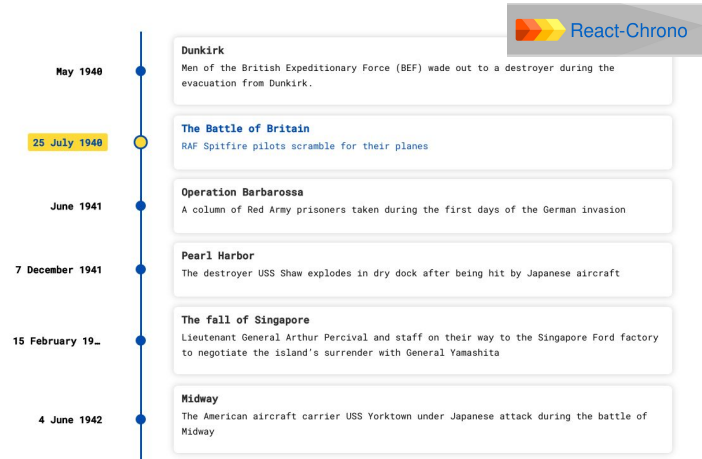 React-Chrono
Dunkirk
May 1940
Men of the British Expeditionary Force (BEF) wade out to a destroyer during the
evacuation from Dunkirk.
25 July 1940
The Battle of Britain
RAF Spitfire pilots scramble for their planes
June 1941
Operation Barbarossa
A column of Red Army prisoners taken during the first days of the German invasion
7 December 1941
Pearl Harbor
The destroyer USS Shaw explodes in dry dock after being hit by Japanese aircraft
15 February 19…
The fall of Singapore
Lieutenant General Arthur Percival and staff on their way to the Singapore Ford factory
to negotiate the island's surrender with General Yamashita
4 June 1942
Midway
The American aircraft carrier USS Yorktown under Japanese attack during the battle of
Midway